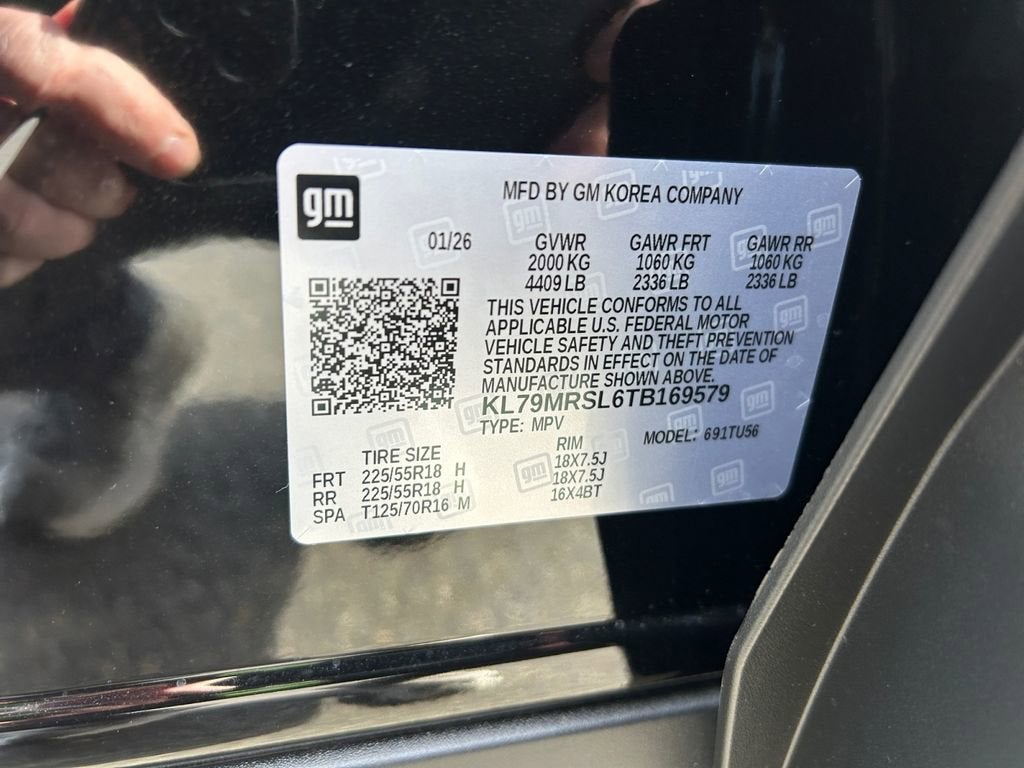 gm
MFD BY GM KOREA COMPANY
01/26 GVWR GAWR FRT GAWR RR
2000 KG 1060 KG 1060 KG
4409 LB 2336 LB 2336 LB
THIS VEHICLE CONFORMS TO ALL
APPLICABLE U.S. FEDERAL MOTOR
VEHICLE SAFETY AND THEFT PREVENTION
STANDARDS IN EFFECT ON THE DATE OF
MANUFACTURE SHOWN ABOVE.
KL79MRSL6TB169579
TYPE: MPV MODEL: 691TU56
TIRE SIZE RIM
FRT 225/55R18 H 18X7.5J
RR 225/55R18 H 18X7.5J
SPA T125/70R16 M 16X4BT